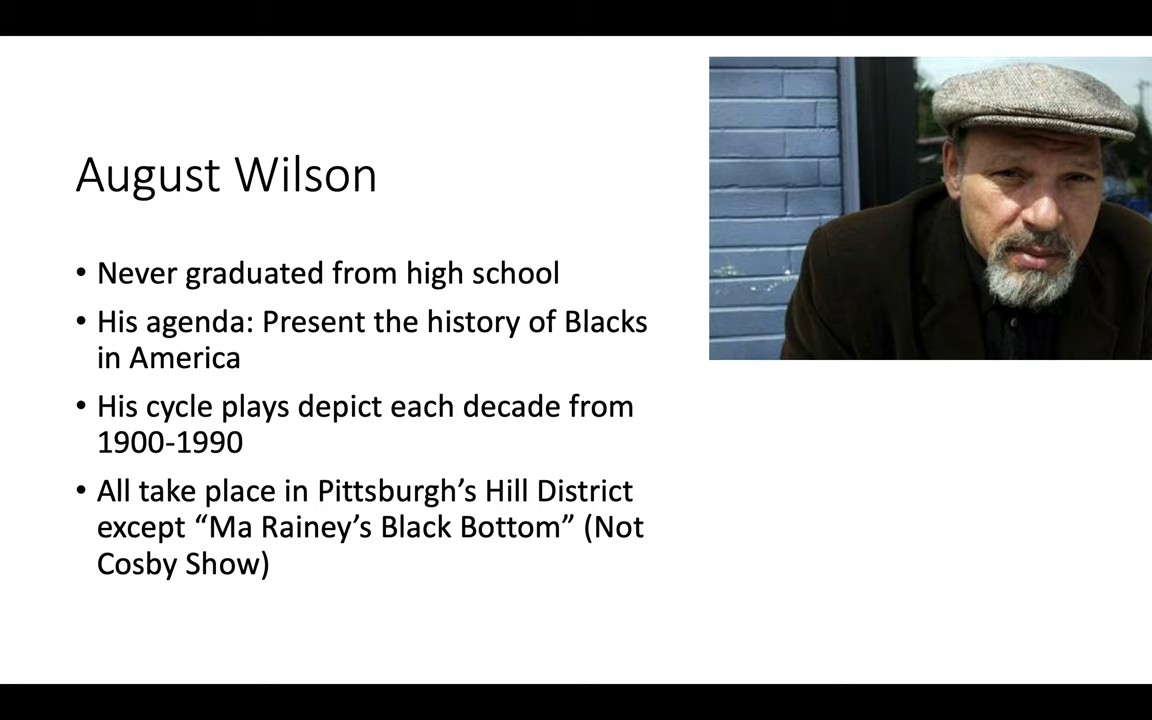 August Wilson
• Never graduated from high school
• His agenda: Present the history of Blacks
in America
• His cycle plays depict each decade from
1900-1990
• All take place in Pittsburgh’s Hill District
except “Ma Rainey’s Black Bottom” (Not
Cosby Show)